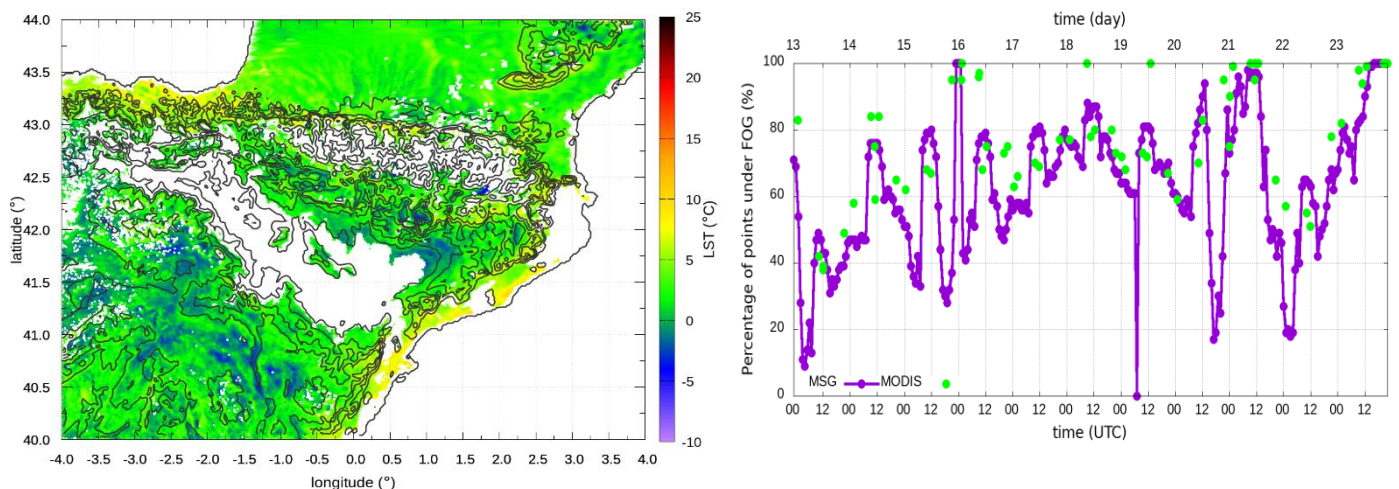 44.0
43.5
43.0
42.5
42.0
41.5
41.0
40.5
40.0
latitude (°)
-4.0 -3.5 -3.0 -2.5 -2.0 -1.5 -1.0 -0.5 0.0 0.5 1.0 1.5 2.0 2.5 3.0 3.5 4.0
longitude (°)
25
20
15
10
5
0
-5
-10
LST (°C)
time (day)
13 14 15 16 17 18 19 20 21 22 23
100
80
60
40
20
0
Percentage of points under FOG (%)
MSG MODIS
00 12 00 12 00 12 00 12 00 12 00 12 00 12 00 12 00 12 00 12 00 12
time (UTC)